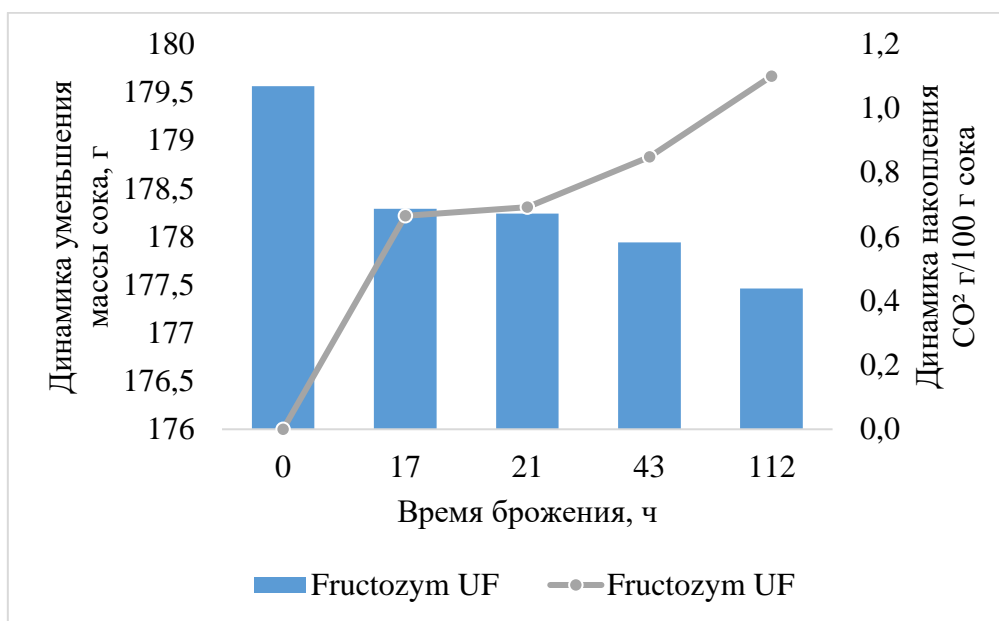 Динамика уменьшения
массы сока, г
180
179,5
179
178,5
178
177,5
177
176,5
176
1,2
1,0
0,8
0,6
0,4
0,2
0,0
Динамика накопления
CO² г/100 г сока
0 17 21 43 112
Время брожения, ч
Fructozym UF Fructozym UF